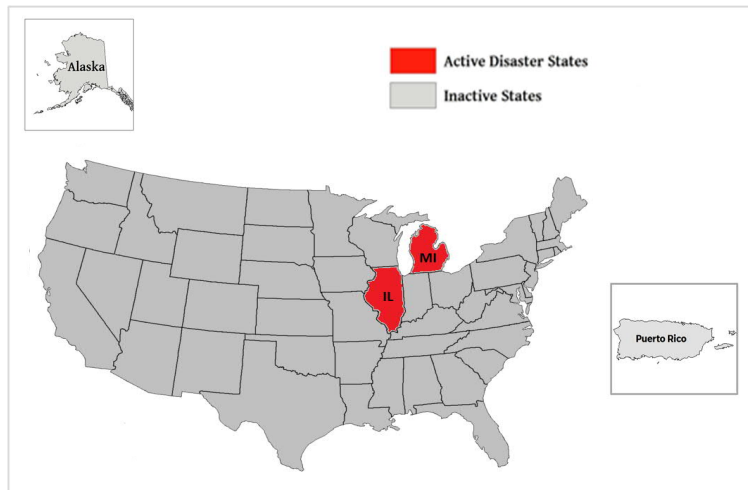 Alaska
Active Disaster States
Inactive States
MI
IL
Puerto Rico